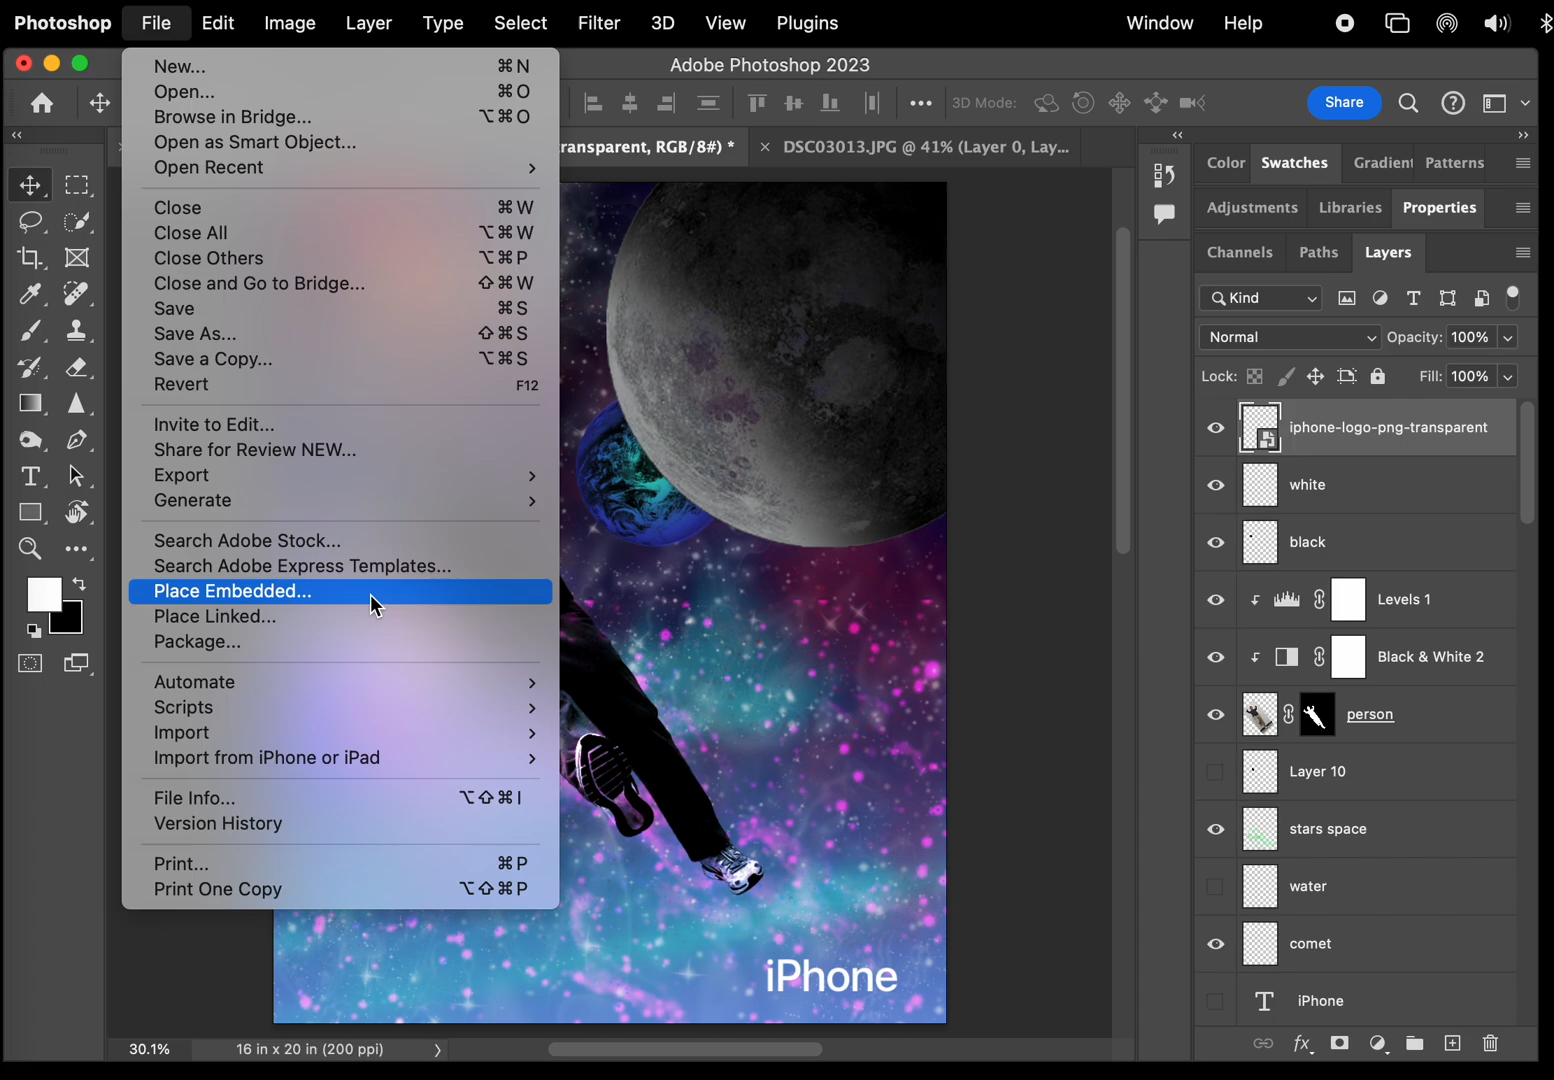 Photoshop File Edit Image Layer Type Select Filter 3D View Plugins Window Help
Adobe Photoshop 2023
3D Mode: Share
ransparent, RGB/8#) * × DSC03013.JPG @ 41% (Layer 0, Lay...
New... ⌘N
Open... ⌘O
Browse in Bridge... ⌥⌘O
Open as Smart Object...
Open Recent >
Close ⌘W
Close All ⌥⌘W
Close Others ⌥⌘P
Close and Go to Bridge... ⇧⌘W
Save ⌘S
Save As... ⇧⌘S
Save a Copy... ⌥⌘S
Revert F12
Invite to Edit...
Share for Review NEW...
Export >
Generate >
Search Adobe Stock...
Search Adobe Express Templates...
Place Embedded...
Place Linked...
Package...
Automate >
Scripts >
Import >
Import from iPhone or iPad >
File Info... ⌥⇧⌘I
Version History
Print... ⌘P
Print One Copy ⌥⇧⌘P
iPhone
30.1% 16 in x 20 in (200 ppi) >
Color Swatches Gradient Patterns
Adjustments Libraries Properties
Channels Paths Layers
Kind
Normal Opacity: 100%
Lock: Fill: 100%
iphone-logo-png-transparent
white
black
Levels 1
Black & White 2
person
Layer 10
stars space
water
comet
T iPhone
fx